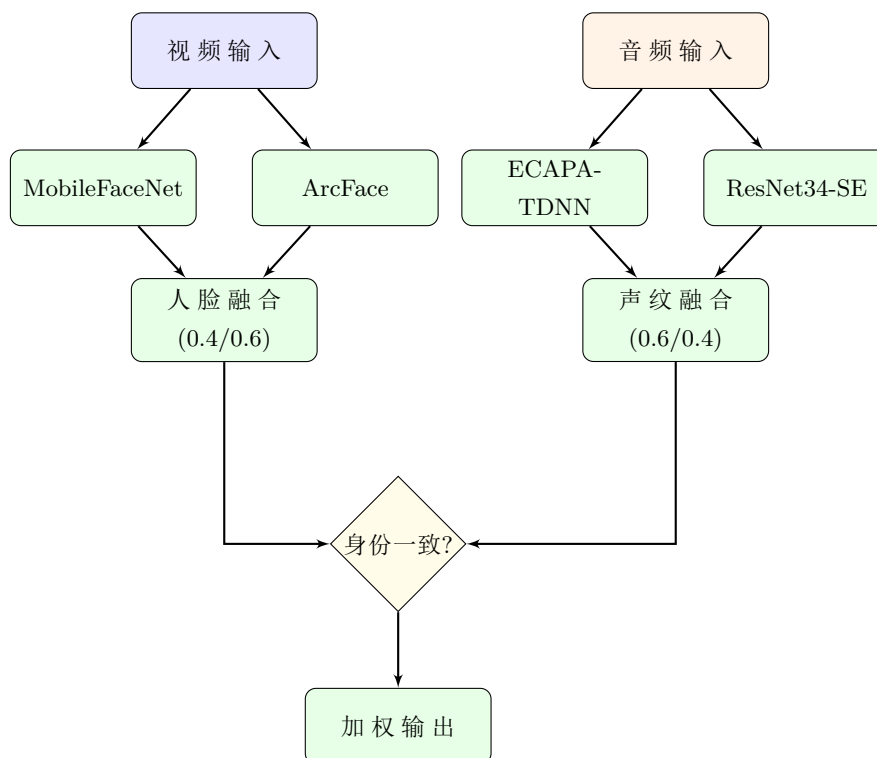 视频输入
音频输入
MobileFaceNet
ArcFace
ECAPA-
TDNN
ResNet34-SE
人脸融合
(0.4/0.6)
声纹融合
(0.6/0.4)
身份一致?
加权输出